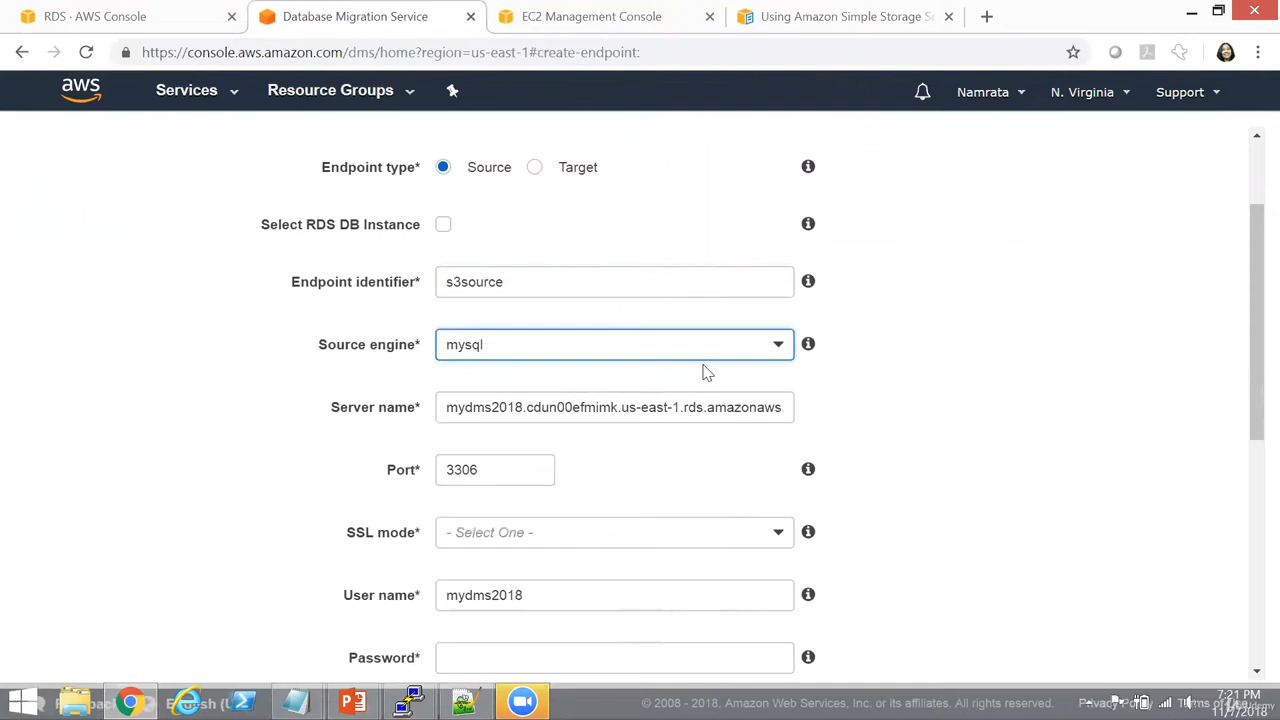 RDS · AWS Console
Database Migration Service
EC2 Management Console
Using Amazon Simple Storage Se
https://console.aws.amazon.com/dms/home?region=us-east-1#create-endpoint:
aws
Services
Resource Groups
Namrata
N. Virginia
Support
Endpoint type*
Source
Target
Select RDS DB Instance
Endpoint identifier*
s3source
Source engine*
mysql
Server name*
mydms2018.cdun00efmimk.us-east-1.rds.amazonaws
Port*
3306
SSL mode*
- Select One -
User name*
mydms2018
Password*
© 2008 - 2018, Amazon Web Services, Inc. or its affiliates. All rights reserved.
7:21 PM
11/7/2018